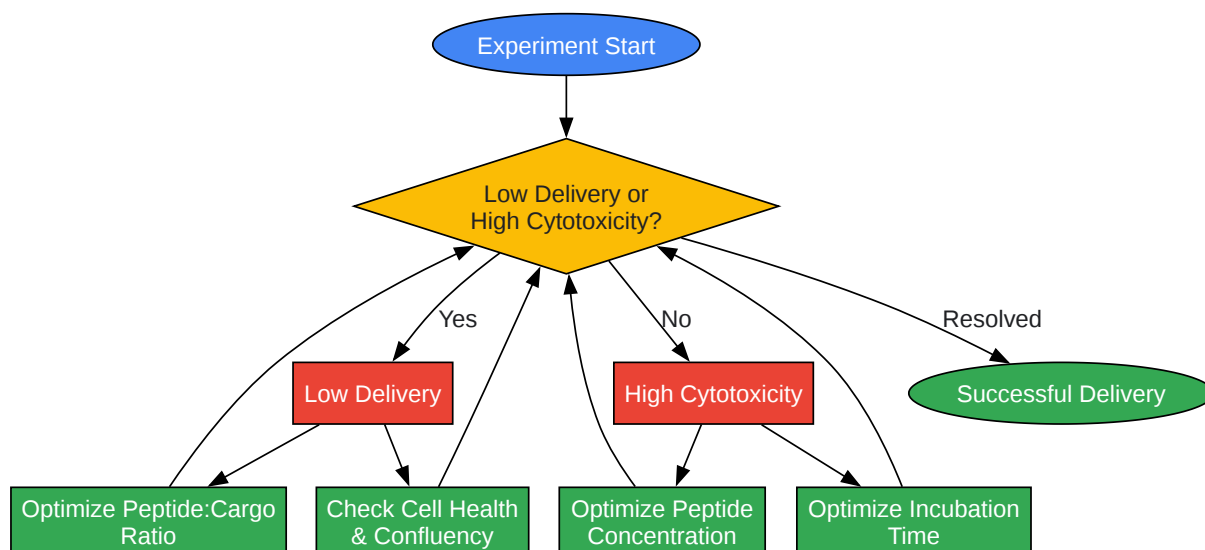 Experiment Start
Low Delivery or
High Cytotoxicity?
Yes
No
Resolved
Low Delivery
High Cytotoxicity
Successful Delivery
Optimize Peptide:Cargo
Ratio
Check Cell Health
& Confluency
Optimize Peptide
Concentration
Optimize Incubation
Time